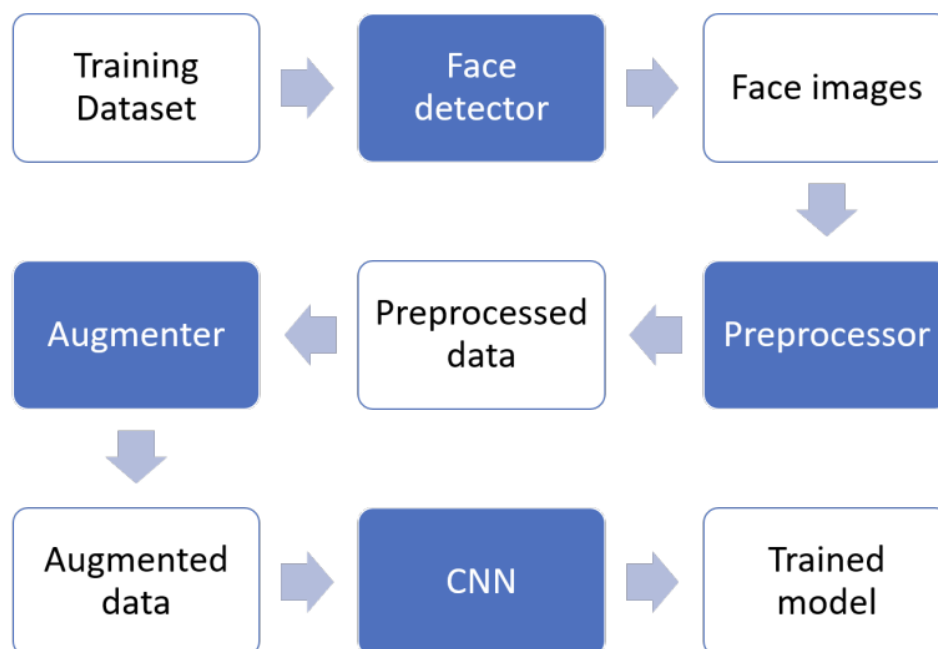 Training
Dataset
Face
detector
Face images
Preprocessor
Preprocessed
data
Augmenter
Augmented
data
CNN
Trained
model